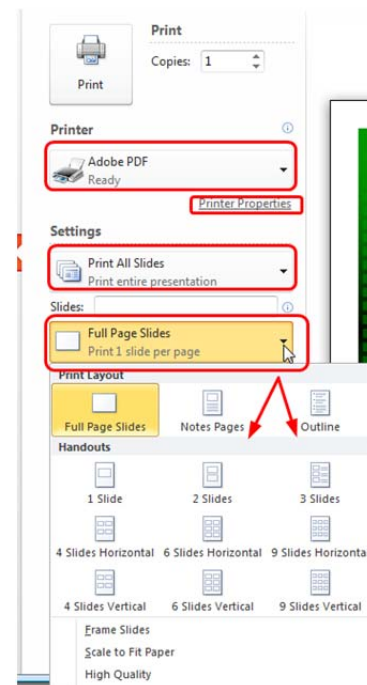 Print
Copies: 1
Print
Printer
Adobe PDF
Ready
Printer Properties
Settings
Print All Slides
Print entire presentation
Slides:
Full Page Slides
Print 1 slide per page
Print Layout
Full Page Slides Notes Pages Outline
Handouts
1 Slide 2 Slides 3 Slides
4 Slides Horizontal 6 Slides Horizontal 9 Slides Horizonta
4 Slides Vertical 6 Slides Vertical 9 Slides Vertical
Frame Slides
Scale to Fit Paper
High Quality